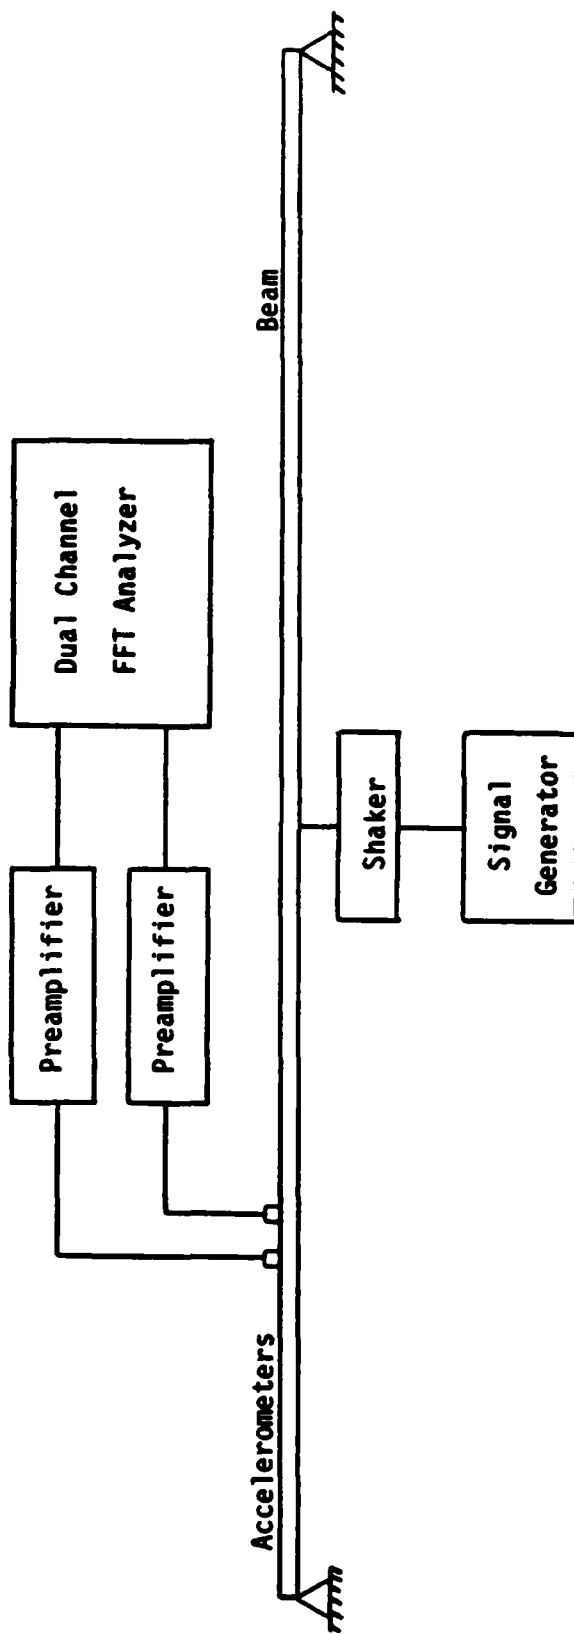 Preamplifier
Preamplifier
Dual Channel
FFT Analyzer
Accelerometers
Beam
Shaker
Signal
Generator